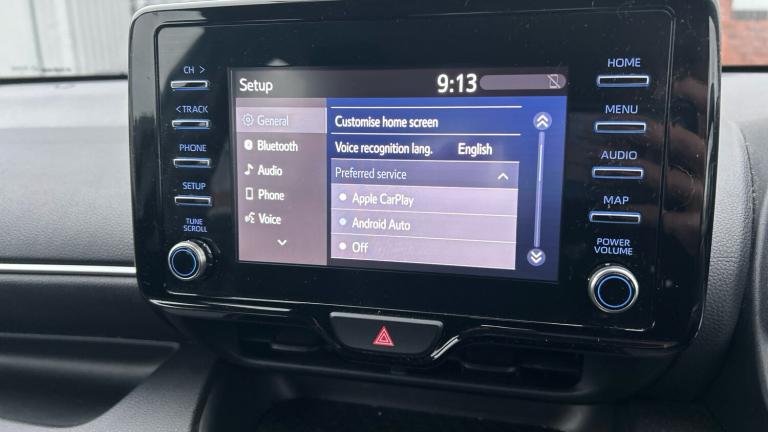 CH >
< TRACK
PHONE
SETUP
TUNE
SCROLL
Setup
9:13
General
Bluetooth
Audio
Phone
Voice
Customise home screen
Voice recognition lang. English
Preferred service
Apple CarPlay
Android Auto
Off
HOME
MENU
AUDIO
MAP
POWER
VOLUME